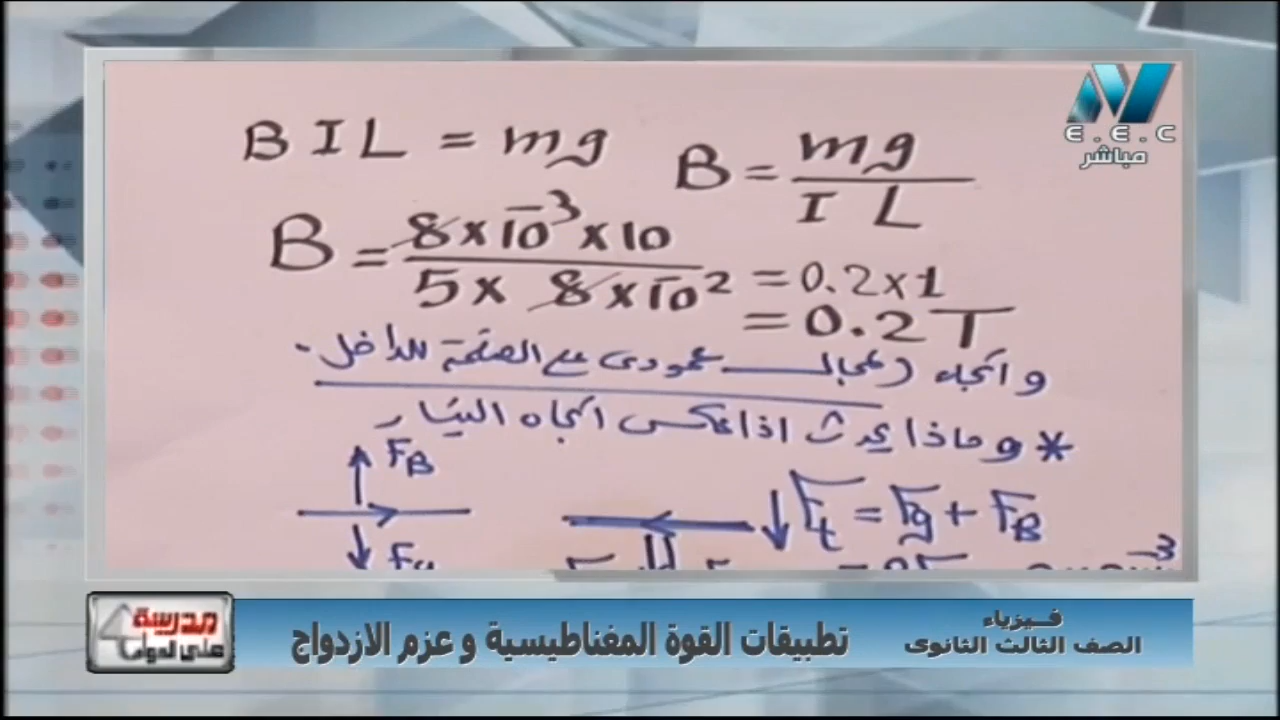 E.E.C
مباشر
BIL = mg
B = mg / IL
B = 8×10⁻³×10 / 5×8×10⁻² = 0.2×1
= 0.2 T
واتجاه المجال عمودى على الصفحة للداخل .
* وماذا يحدث اذا عكس اتجاه التيار
F_B
F_t = F_g + F_B
فـيـزياء
الصف الثالث الثانوى
تطبيقات القوة المغناطيسية و عزم الازدواج
مدرسة على الهواء